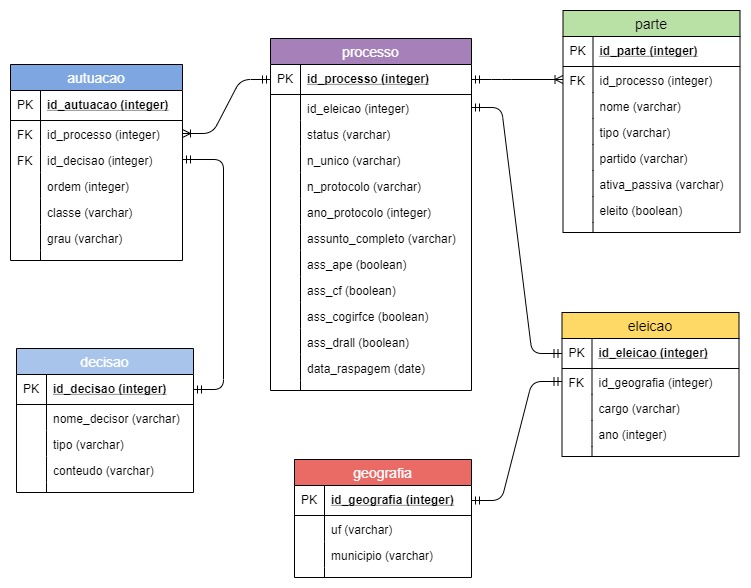 autuacao
PK id_autuacao (integer)
FK id_processo (integer)
FK id_decisao (integer)
ordem (integer)
classe (varchar)
grau (varchar)
decisao
PK id_decisao (integer)
nome_decisor (varchar)
tipo (varchar)
conteudo (varchar)
processo
PK id_processo (integer)
id_eleicao (integer)
status (varchar)
n_unico (varchar)
n_protocolo (varchar)
ano_protocolo (integer)
assunto_completo (varchar)
ass_ape (boolean)
ass_cf (boolean)
ass_cogirfce (boolean)
ass_drall (boolean)
data_raspagem (date)
geografia
PK id_geografia (integer)
uf (varchar)
municipio (varchar)
parte
PK id_parte (integer)
FK id_processo (integer)
nome (varchar)
tipo (varchar)
partido (varchar)
ativa_passiva (varchar)
eleito (boolean)
eleicao
PK id_eleicao (integer)
FK id_geografia (integer)
cargo (varchar)
ano (integer)